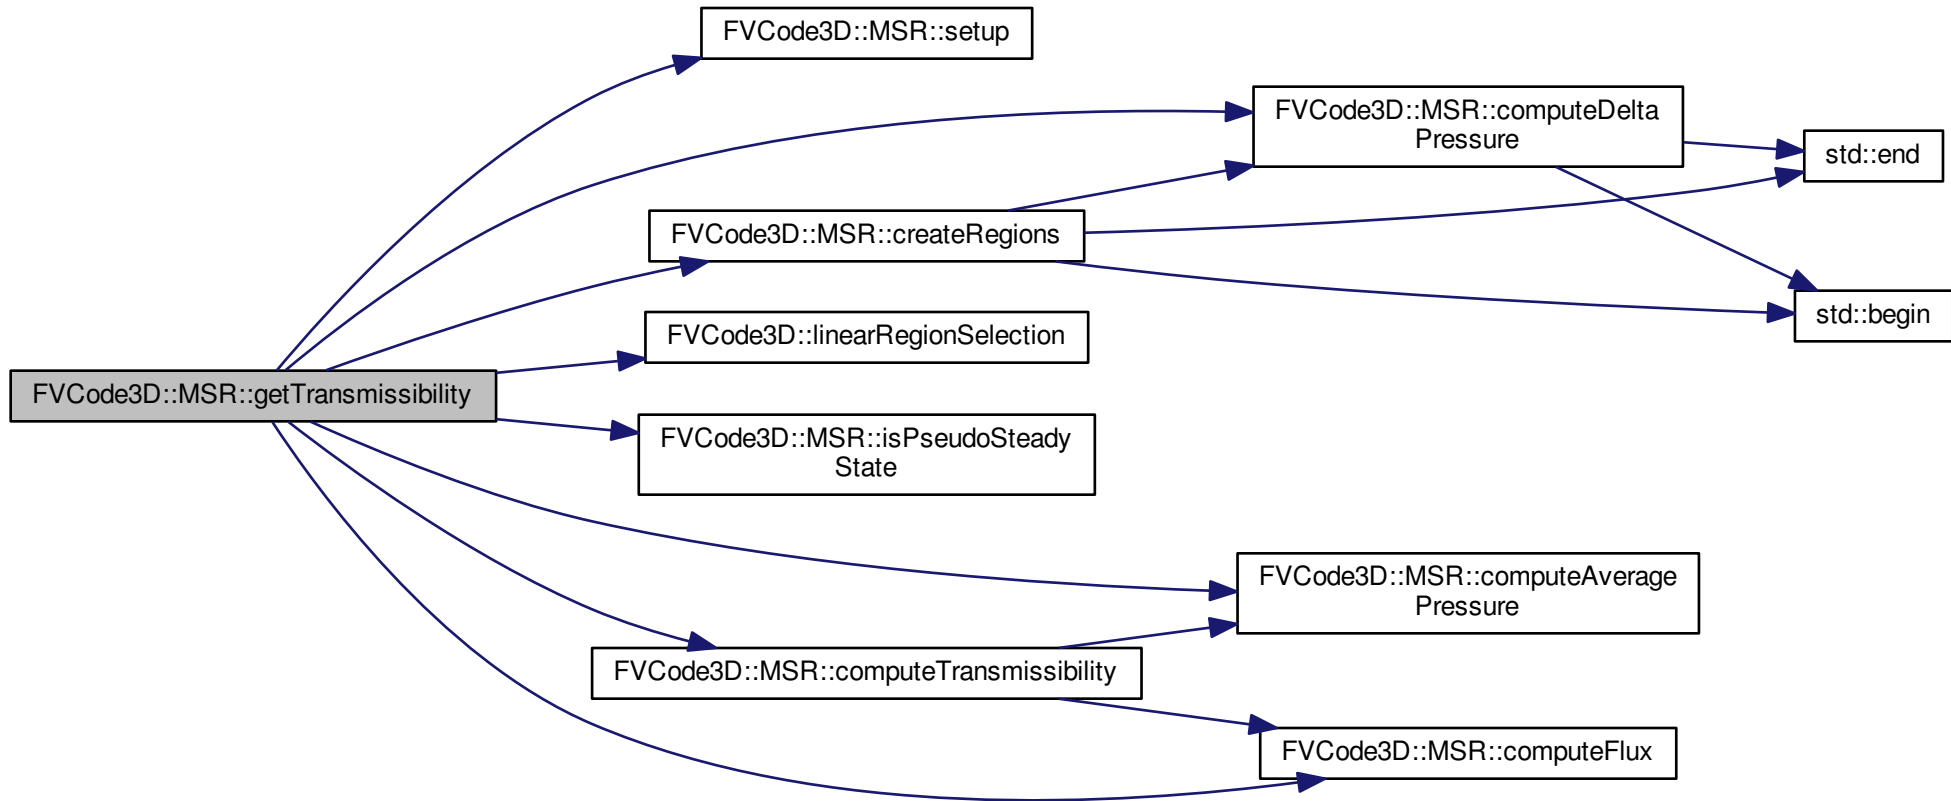 FVCode3D::MSR::setup
FVCode3D::MSR::computeDelta
Pressure
std::end
FVCode3D::MSR::createRegions
std::begin
FVCode3D::linearRegionSelection
FVCode3D::MSR::getTransmissibility
FVCode3D::MSR::isPseudoSteady
State
FVCode3D::MSR::computeAverage
Pressure
FVCode3D::MSR::computeTransmissibility
FVCode3D::MSR::computeFlux